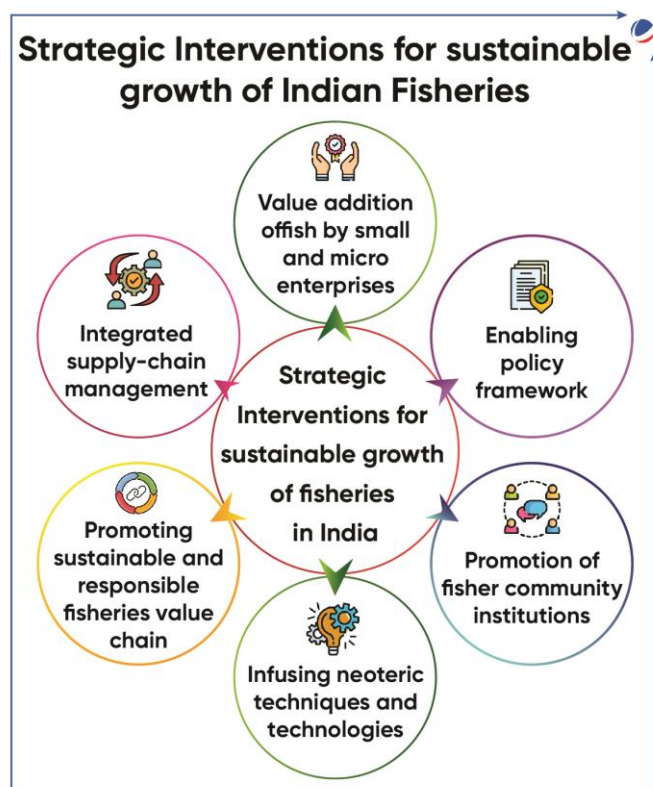 Strategic Interventions for sustainable
growth of Indian Fisheries
Value addition
offish by small
and micro
enterprises
Enabling
policy
framework
Promotion of
fisher community
institutions
Infusing neoteric
techniques and
technologies
Promoting
sustainable and
responsible
fisheries value
chain
Integrated
supply-chain
management
Strategic
Interventions for
sustainable growth
of fisheries
in India